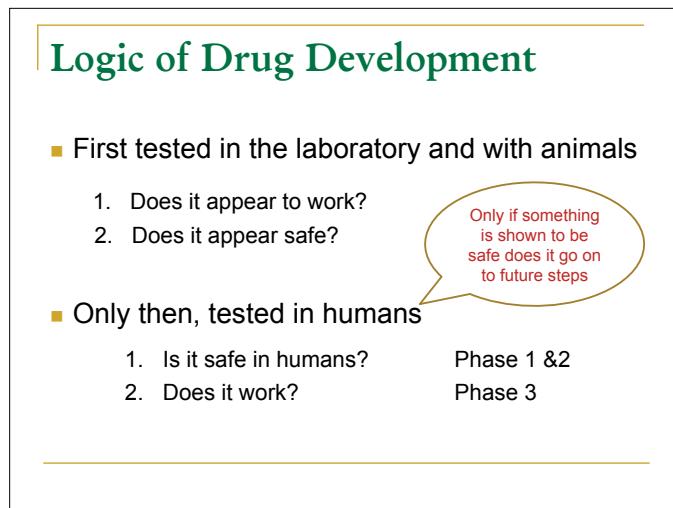 Logic of Drug Development
First tested in the laboratory and with animals
1. Does it appear to work?
2. Does it appear safe?
Only if something
is shown to be
safe does it go on
to future steps
Only then, tested in humans
1. Is it safe in humans? Phase 1 &2
2. Does it work? Phase 3